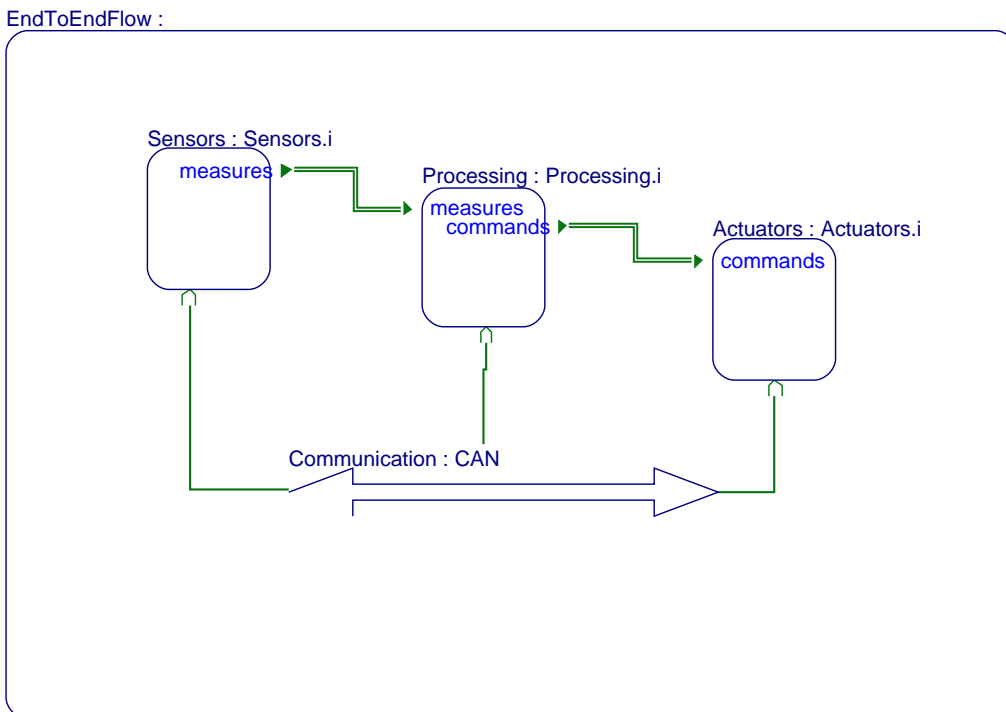 EndToEndFlow :
Sensors : Sensors.i
measures
Processing : Processing.i
measures
commands
Actuators : Actuators.i
commands
Communication : CAN